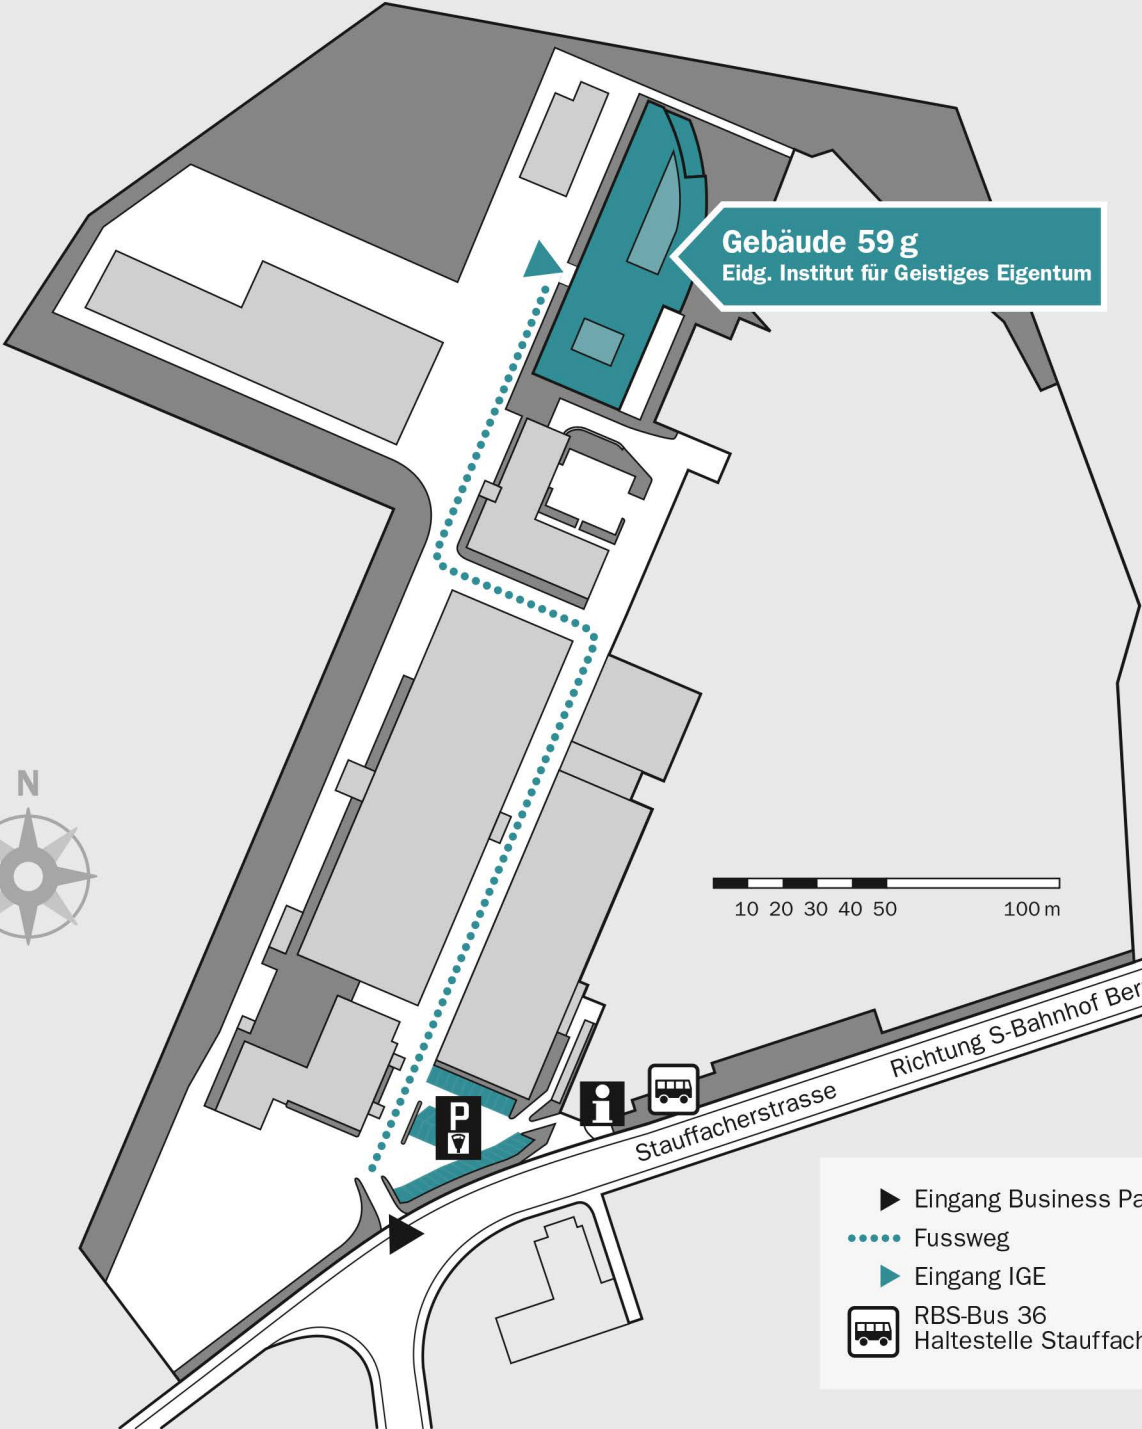 Gebäude 59 g
Eidg. Institut für Geistiges Eigentum
N
10 20 30 40 50 100 m
Richtung S-Bahnhof
Stauffacherstrasse
P
i
Eingang Business
Fussweg
Eingang IGE
RBS-Bus 36
Haltestelle